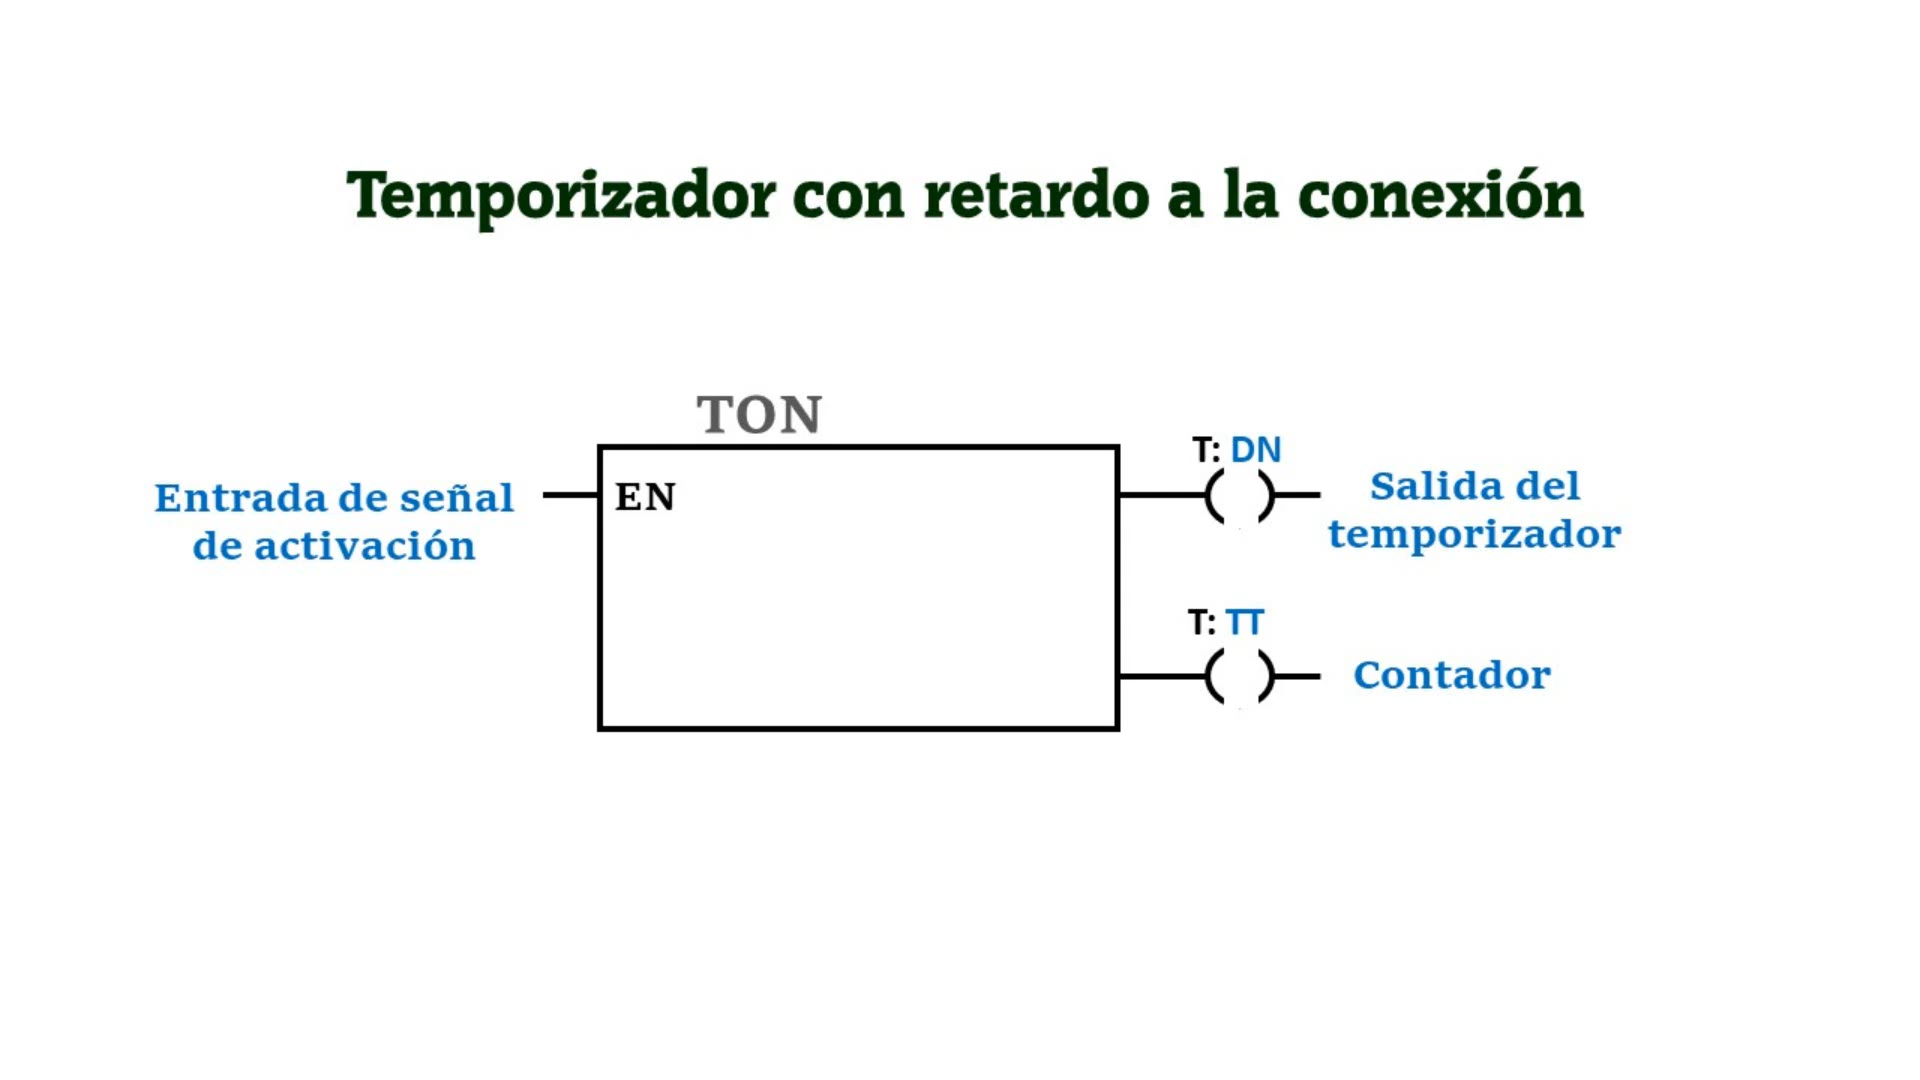 Temporizador con retardo a la conexión
TON
EN
Entrada de señal
de activación
T: DN
Salida del
temporizador
T: TT
Contador